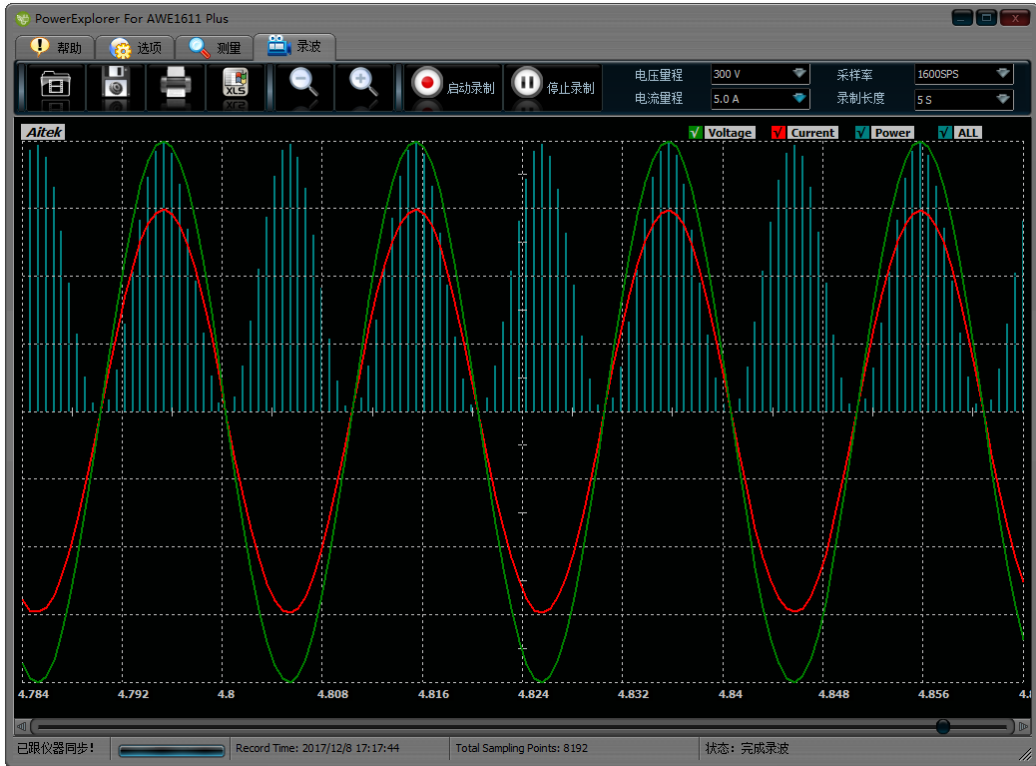 PowerExplorer For AWE1611 Plus
帮助 选项 测量 录波
XLS 启动录制 停止录制 电压量程 300 V 采样率 1600SPS
电流量程 5.0 A 录制长度 5 S
Aitek Voltage Current Power ALL
4.784 4.792 4.8 4.808 4.816 4.824 4.832 4.84 4.848 4.856
已跟仪器同步! Record Time: 2017/12/8 17:17:44 Total Sampling Points: 8192 状态: 完成录波